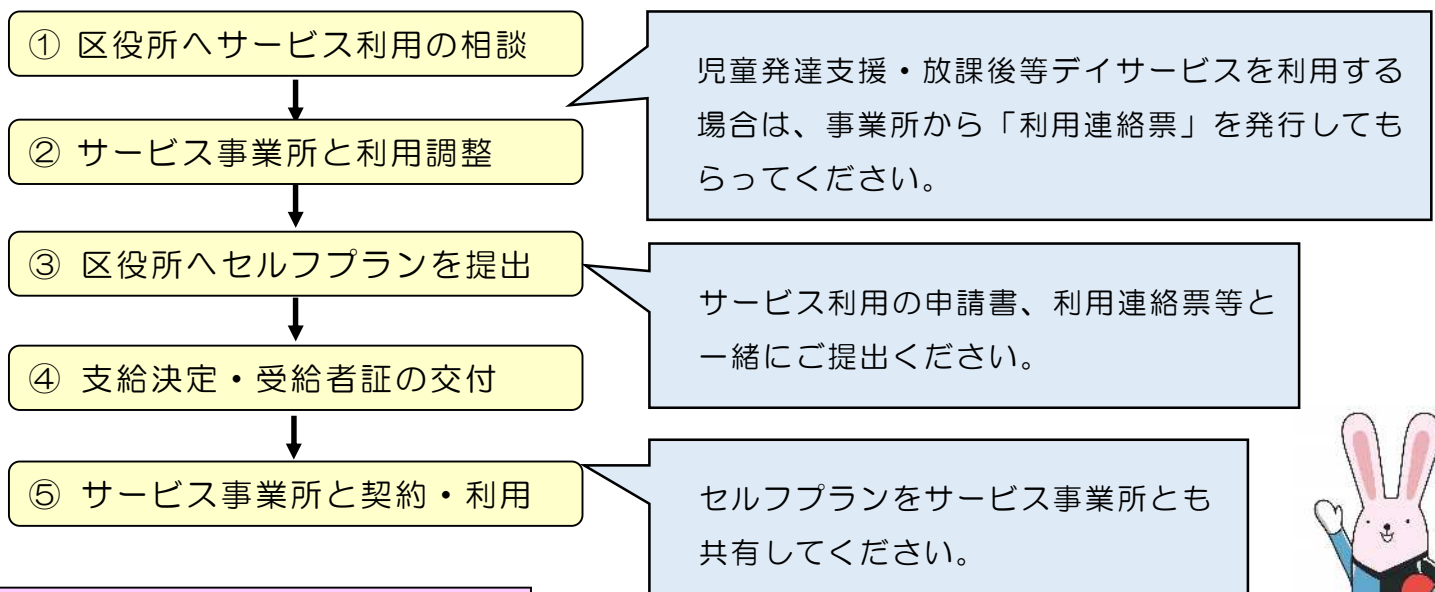 ① 区役所へサービス利用の相談
児童発達支援・放課後等デイサービスを利用する
場合は、事業所から「利用連絡票」を発行しても
らってください。
② サービス事業所と利用調整
③ 区役所へセルフプランを提出
サービス利用の申請書、利用連絡票等と
一緒にご提出ください。
④ 支給決定・受給者証の交付
⑤ サービス事業所と契約・利用
セルフプランをサービス事業所とも
共有してください。